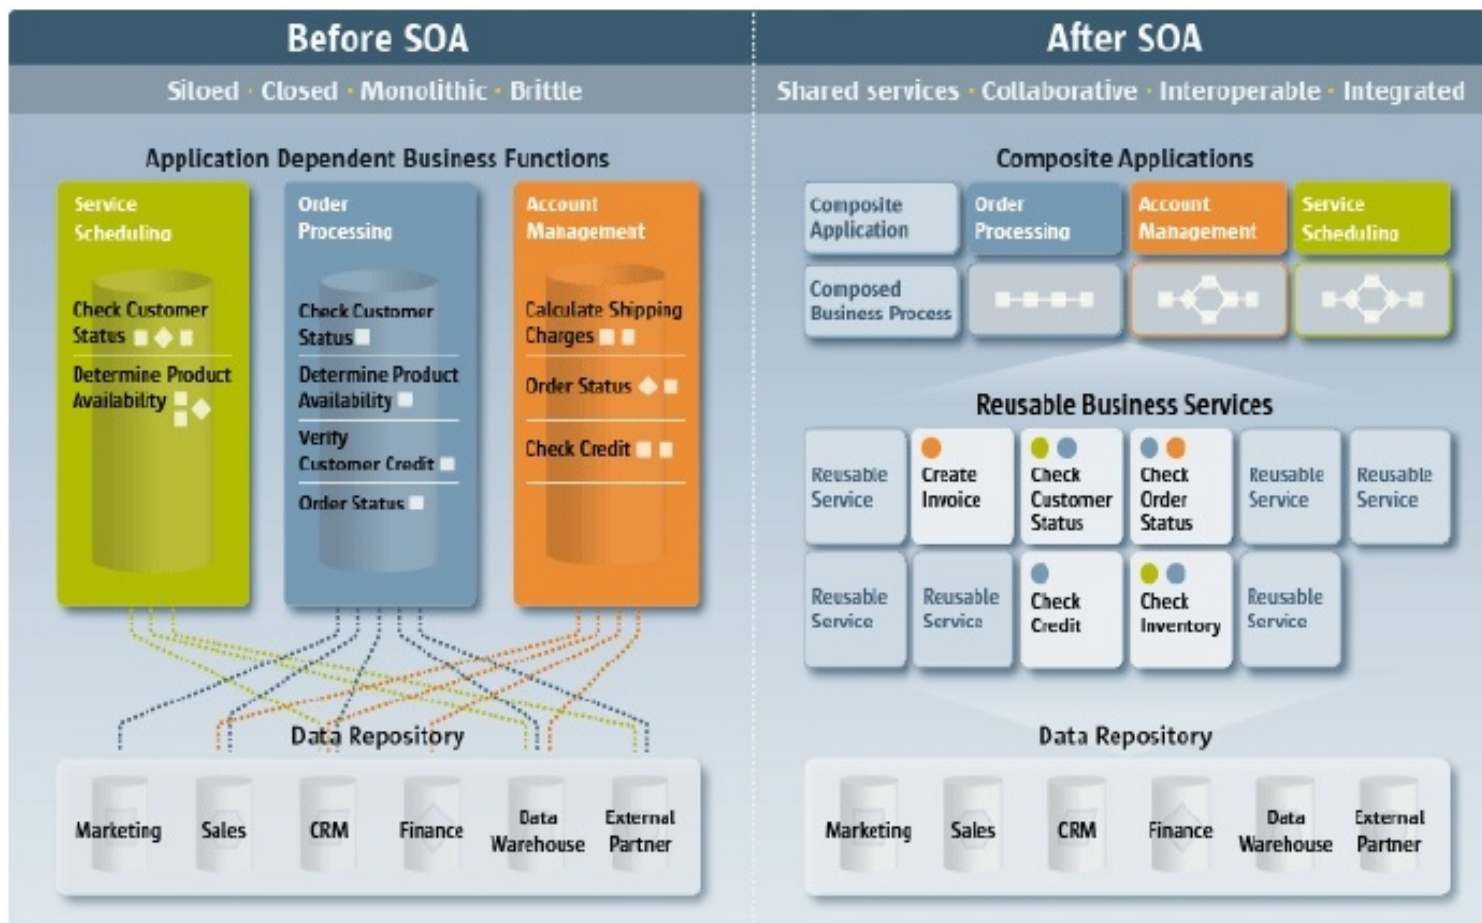 Before SOA
Siloed · Closed · Monolithic · Brittle
Application Dependent Business Functions
Service
Scheduling
Check Customer
Status
Determine Product
Availability
Order
Processing
Check Customer
Status
Determine Product
Availability
Verify
Customer Credit
Order Status
Account
Management
Calculate Shipping
Charges
Order Status
Check Credit
Data Repository
Marketing
Sales
CRM
Finance
Data
Warehouse
External
Partner
After SOA
Shared services · Collaborative · Interoperable · Integrated
Composite Applications
Composite
Application
Order
Processing
Account
Management
Service
Scheduling
Composed
Business Process
Reusable Business Services
Reusable
Service
Create
Invoice
Check
Customer
Status
Check
Order
Status
Reusable
Service
Reusable
Service
Reusable
Service
Reusable
Service
Check
Credit
Check
Inventory
Reusable
Service
Data Repository
Marketing
Sales
CRM
Finance
Data
Warehouse
External
Partner